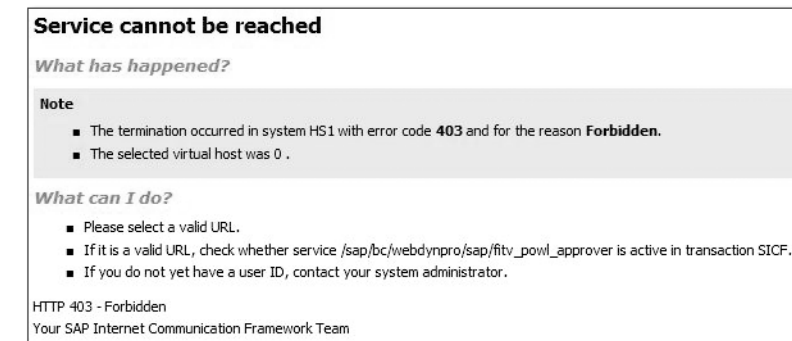 Service cannot be reached
What has happened?
Note
■ The termination occurred in system HS1 with error code 403 and for the reason Forbidden.
■ The selected virtual host was 0 .
What can I do?
■ Please select a valid URL.
■ If it is a valid URL, check whether service /sap/bc/webdynpro/sap/fitv_powl_approver is active in transaction SICF.
■ If you do not yet have a user ID, contact your system administrator.
HTTP 403 - Forbidden
Your SAP Internet Communication Framework Team